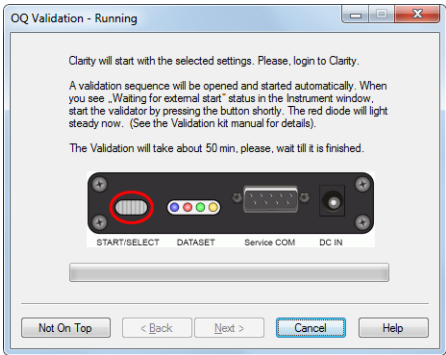 OQ Validation - Running
Clarity will start with the selected settings. Please, login to Clarity.
A validation sequence will be opened and started automatically. When
you see „Waiting for external start" status in the Instrument window,
start the validator by pressing the button shortly. The red diode will light
steady now. (See the Validation kit manual for details).
The Validation will take about 50 min, please, wait till it is finished.
START/SELECT DATASET Service COM DC IN
Not On Top < Back Next > Cancel Help